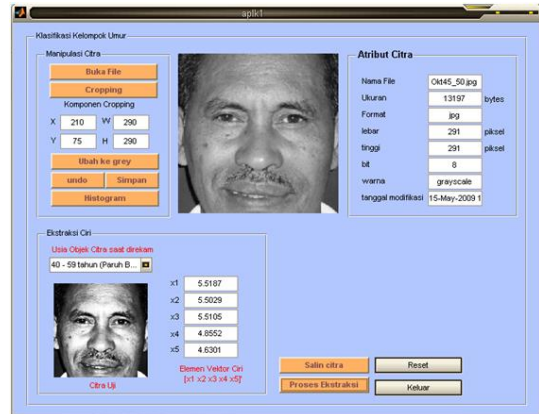 aplk1
Klasifikasi Kelompok Umur
Manipulasi Citra
Buka File
Cropping
Komponen Cropping
X 210 W 290
Y 75 H 290
Ubah ke grey
undo Simpan
Histogram
Atribut Citra
Nama File Okt45_50.jpg
Ukuran 13197 bytes
Format jpg
lebar 291 piksel
tinggi 291 piksel
bit 8
warna grayscale
tanggal modifikasi 15-May-2009 1
Ekstraksi Ciri
Usia Objek Citra saat direkam
40 - 59 tahun (Paruh B...
x1 5.5187
x2 5.5029
x3 5.5105
x4 4.8552
x5 4.6301
Citra Uji
Elemen Vektor Ciri
[x1 x2 x3 x4 x5]'
Salin citra
Reset
Proses Ekstraksi
Keluar